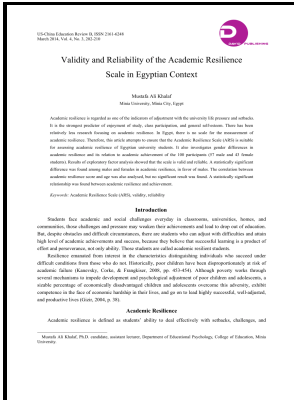 US-China Education Review B, ISSN 2161-6248
March 2014, Vol. 4, No. 3, 202-210
D
DAVID PUBLISHING
Validity and Reliability of the Academic Resilience
Scale in Egyptian Context
Mustafa Ali Khalaf
Minia University, Minia City, Egypt
Academic resilience is regarded as one of the indicators of adjustment with the university life pressure and setbacks.
It is the strongest predictor of enjoyment of study, class participation, and general self-esteem. There has been
relatively less research focusing on academic resilience. In Egypt, there is no scale for the measurement of
academic resilience. Therefore, this article attempts to ensure that the Academic Resilience Scale (ARS) is suitable
for assessing academic resilience of Egyptian university students. It also investigates gender differences in
academic resilience and its relation to academic achievement of the 100 participants (57 male and 43 female
students). Results of exploratory factor analysis showed that the scale is valid and reliable. A statistically significant
difference was found among males and females in academic resilience, in favor of males. The correlation between
academic resilience score and age was also analyzed, but no significant result was found. A statistically significant
relationship was found between academic resilience and achievement.
Keywords: Academic Resilience Scale (ARS), validity, reliability
Introduction
Students face academic and social challenges everyday in classrooms, universities, homes, and
communities, those challenges and pressure may weaken their achievements and lead to drop out of education.
But, despite obstacles and difficult circumstances, there are students who can adjust with difficulties and attain
high level of academic achievements and success, because they believe that successful learning is a product of
effort and perseverance, not only ability. Those students are called academic resilient students.
Resilience emanated from interest in the characteristics distinguishing individuals who succeed under
difficult conditions from those who do not. Historically, poor children have been disproportionately at risk of
academic failure (Kanevsky, Corke, & Frangkiser, 2008, pp. 453-454). Although poverty works through
several mechanisms to impede development and psychological adjustment of poor children and adolescents, a
sizable percentage of economically disadvantaged children and adolescents overcome this adversity, exhibit
competence in the face of economic hardship in their lives, and go on to lead highly successful, well-adjusted,
and productive lives (Gizir, 2004, p. 38).
Academic Resilience
Academic resilience is defined as students' ability to deal effectively with setbacks, challenges, and
Mustafa Ali Khalaf, Ph.D. candidate, assistant lecturer, Department of Educational Psychology, College of Education, Minia
University.